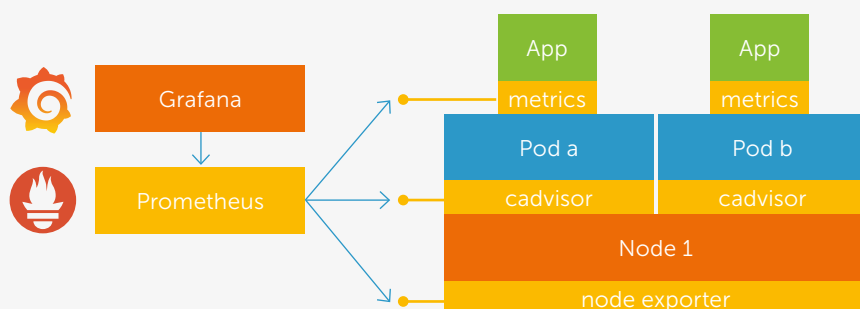 Grafana
Prometheus
App
App
metrics
metrics
Pod a
Pod b
cadvisor
cadvisor
Node 1
node exporter